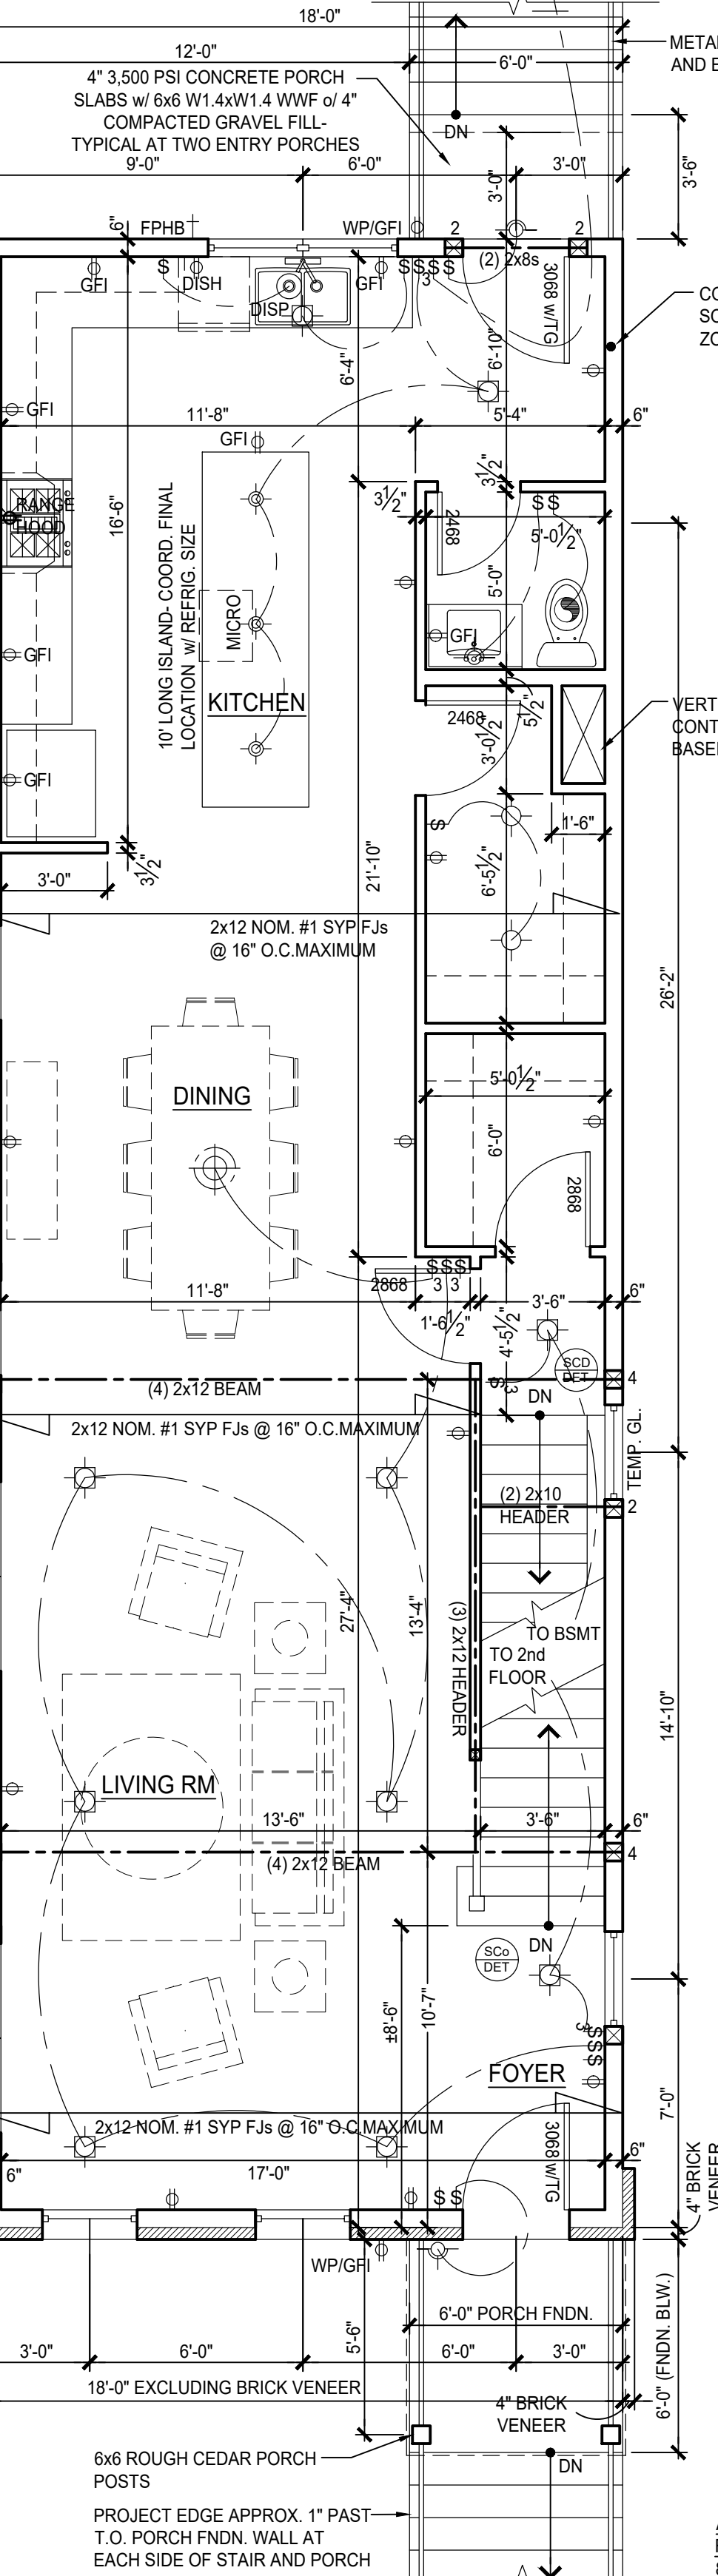 18'-0"
12'-0"
6'-0"
METAL
AND E
4" 3,500 PSI CONCRETE PORCH
SLABS w/ 6x6 W1.4xW1.4 WWF o/ 4"
COMPACTED GRAVEL FILL-
TYPICAL AT TWO ENTRY PORCHES
DN
9'-0"
6'-0"
3'-0"
3'-0"
3'-6"
6"
FPHB
WP/GFI
2
2
(2) 2x8s
GFI
$
DISH
GFI
$$$$
3
DISP
3068 w/TG
CO
SO
ZO
6'-4"
6'-10"
GFI
11'-8"
5'-4"
6"
GFI
RANGE
HOOD
16'-6"
10' LONG ISLAND- COORD. FINAL
LOCATION w/ REFRIG. SIZE
3 1/2"
3 1/2"
2468
$$
5'-0 1/2"
5'-0"
MICRO
GFI
GFI
KITCHEN
2468
3'-0 1/2"
5 1/2"
VERT
CONT
BASE
GFI
$
1'-6"
3'-0"
3 1/2"
21'-10"
6'-5 1/2"
2x12 NOM. #1 SYP FJs
@ 16" O.C.MAXIMUM
26'-2"
DINING
5'-0 1/2"
6'-0"
2868
2868
$$$
3 3
11'-8"
1'-6 1/2"
3'-6"
6"
4'-5 1/2"
SCD
DET
$
3
DN
4
(4) 2x12 BEAM
2x12 NOM. #1 SYP FJs @ 16" O.C.MAXIMUM
TEMP. GL.
(2) 2x10
HEADER
2
27'-4"
13'-4"
(3) 2x12 HEADER
TO BSMT
TO 2nd
FLOOR
14'-10"
LIVING RM
13'-6"
3'-6"
6"
(4) 2x12 BEAM
4
SCo
DET
DN
±8'-6"
10'-7"
3
$$$
FOYER
7'-0"
2x12 NOM. #1 SYP FJs @ 16" O.C.MAXIMUM
3068 w/TG
6"
17'-0"
6"
4" BRICK
VENEER
$$
WP/GFI
6'-0" PORCH FNDN.
5'-6"
3'-0"
6'-0"
6'-0"
3'-0"
6'-0" (FNDN. BLW.)
18'-0" EXCLUDING BRICK VENEER
4" BRICK
VENEER
6x6 ROUGH CEDAR PORCH
POSTS
DN
PROJECT EDGE APPROX. 1" PAST
T.O. PORCH FNDN. WALL AT
EACH SIDE OF STAIR AND PORCH